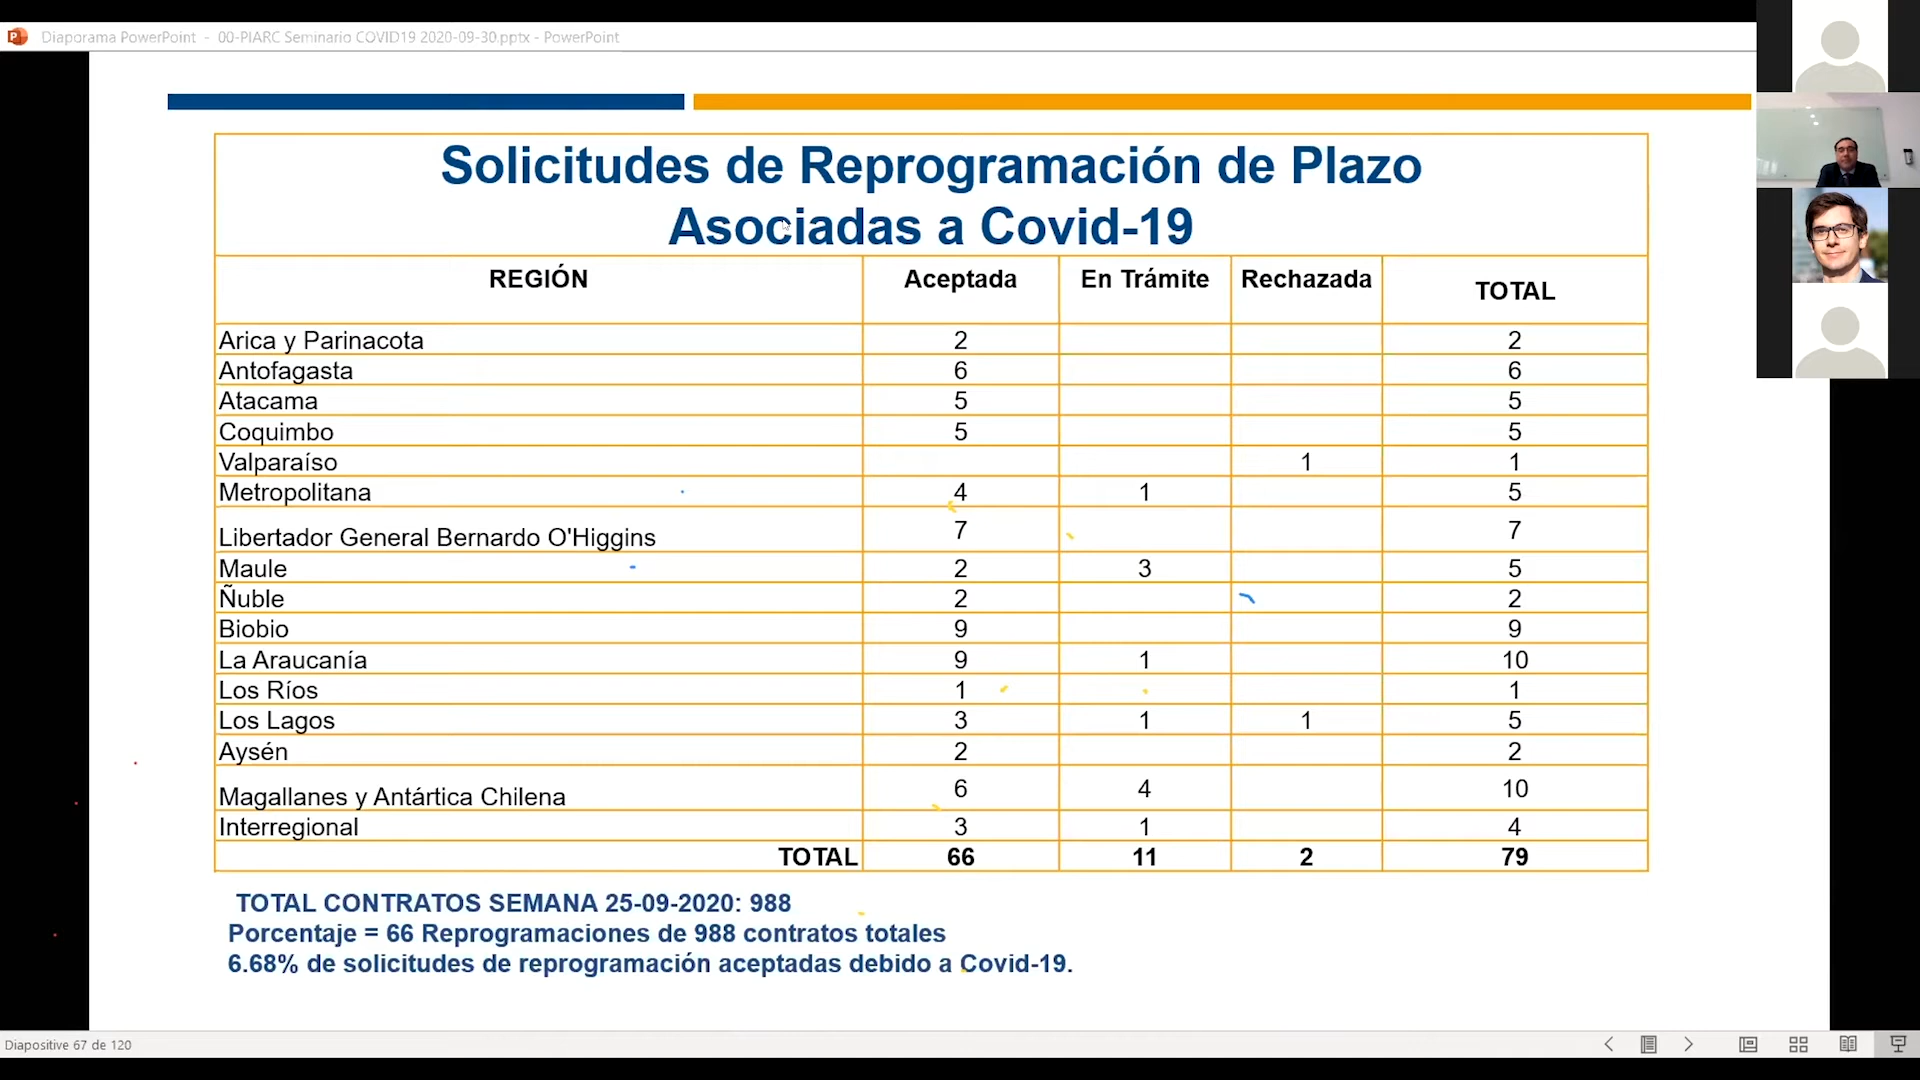 Diaporama PowerPoint - 00-PIARC Seminario COVID19 2020-09-30.pptx - PowerPoint
Solicitudes de Reprogramación de Plazo
Asociadas a Covid-19
REGIÓN Aceptada En Trámite Rechazada TOTAL
Arica y Parinacota 2 2
Antofagasta 6 6
Atacama 5 5
Coquimbo 5 5
Valparaíso 1 1
Metropolitana 4 1 5
Libertador General Bernardo O'Higgins 7 7
Maule 2 3 5
Ñuble 2 2
Biobio 9 9
La Araucanía 9 1 10
Los Ríos 1 1
Los Lagos 3 1 1 5
Aysén 2 2
Magallanes y Antártica Chilena 6 4 10
Interregional 3 1 4
TOTAL 66 11 2 79
TOTAL CONTRATOS SEMANA 25-09-2020: 988
Porcentaje = 66 Reprogramaciones de 988 contratos totales
6.68% de solicitudes de reprogramación aceptadas debido a Covid-19.
Diapositive 67 de 120